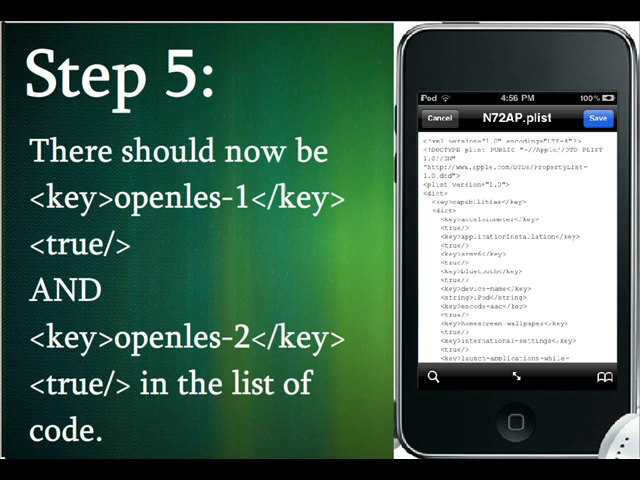 Step 5:
There should now be
<key>openles-1</key>
<true/>
AND
<key>openles-2</key>
<true/> in the list of
code.
iPod 4:56 PM 100%
Cancel N72AP.plist Save
<?xml version="1.0" encoding="UTF-8"?>
<!DOCTYPE plist PUBLIC "-//Apple//DTD PLIST
1.0//EN"
"http://www.apple.com/DTDs/PropertyList-
1.0.dtd">
<plist version="1.0">
<dict>
<key>capabilities</key>
<dict>
<key>accelerometer</key>
<true/>
<key>applicationInstallation</key>
<true/>
<key>armv6</key>
<true/>
<key>bluetooth</key>
<true/>
<key>device-name</key>
<string>iPod</string>
<key>encode-aac</key>
<true/>
<key>homescreen-wallpaper</key>
<true/>
<key>international-settings</key>
<true/>
<key>launch-applications-while-